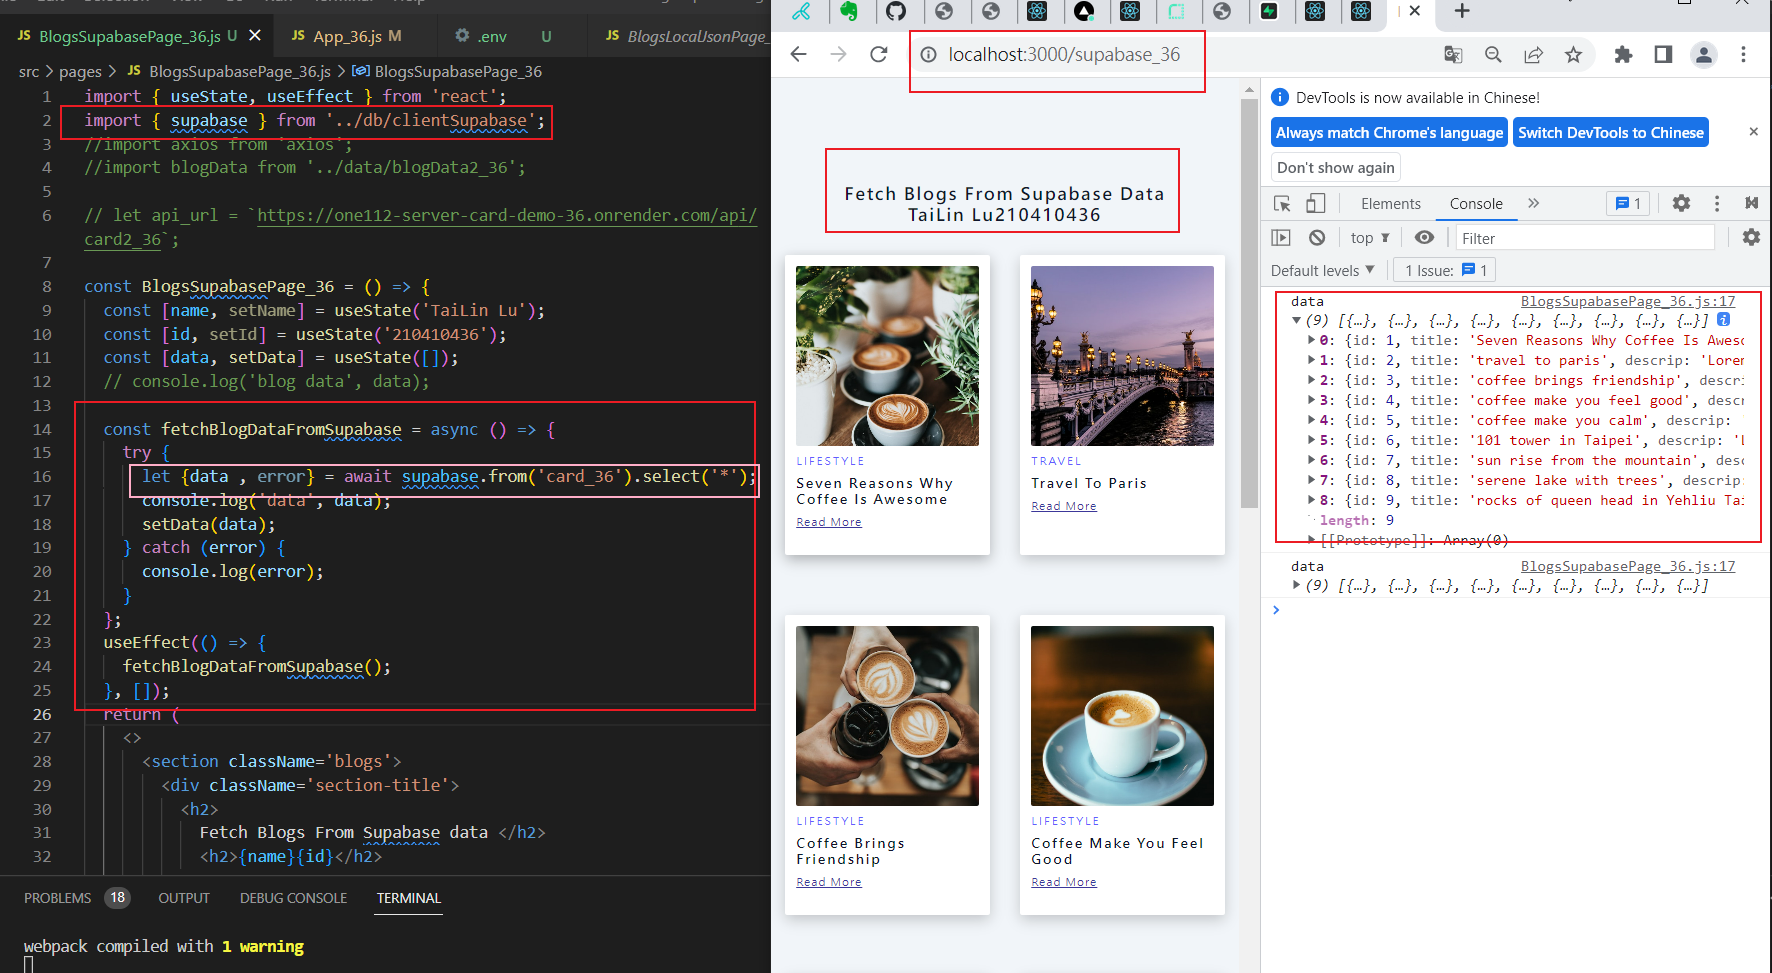 JS BlogsSupabasePage_36.js U
JS App_36.js M
.env U
JS BlogsLocalJsonPage_
src > pages > JS BlogsSupabasePage_36.js > BlogsSupabasePage_36
1 import { useState, useEffect } from 'react';
2 import { supabase } from '../db/clientSupabase';
3 //import axios from 'axios';
4 //import blogData from '../data/blogData2_36';
5
6 // let api_url = `https://one112-server-card-demo-36.onrender.com/api/
card2_36`;
7
8 const BlogsSupabasePage_36 = () => {
9 const [name, setName] = useState('TaiLin Lu');
10 const [id, setId] = useState('210410436');
11 const [data, setData] = useState([]);
12 // console.log('blog data', data);
13
14 const fetchBlogDataFromSupabase = async () => {
15 try {
16 let {data , error} = await supabase.from('card_36').select('*');
17 console.log('data', data);
18 setData(data);
19 } catch (error) {
20 console.log(error);
21 }
22 };
23 useEffect(() => {
24 fetchBlogDataFromSupabase();
25 }, []);
26 return (
27 <>
28 <section className='blogs'>
29 <div className='section-title'>
30 <h2>
31 Fetch Blogs From Supabase data </h2>
32 <h2>{name}{id}</h2>
PROBLEMS 18 OUTPUT DEBUG CONSOLE TERMINAL
webpack compiled with 1 warning
localhost:3000/supabase_36
Fetch Blogs From Supabase Data
TaiLin Lu210410436
LIFESTYLE
Seven Reasons Why
Coffee Is Awesome
Read More
TRAVEL
Travel To Paris
Read More
LIFESTYLE
Coffee Brings
Friendship
Read More
LIFESTYLE
Coffee Make You Feel
Good
Read More
DevTools is now available in Chinese!
Always match Chrome's language
Switch DevTools to Chinese
Don't show again
Elements Console 1
top Filter
Default levels 1 Issue: 1
data BlogsSupabasePage_36.js:17
(9) [{…}, {…}, {…}, {…}, {…}, {…}, {…}, {…}, {…}]
0: {id: 1, title: 'Seven Reasons Why Coffee Is Aweso
1: {id: 2, title: 'travel to paris', descrip: 'Loren
2: {id: 3, title: 'coffee brings friendship', descri
3: {id: 4, title: 'coffee make you feel good', descr
4: {id: 5, title: 'coffee make you calm', descrip: '
5: {id: 6, title: '101 tower in Taipei', descrip: 'L
6: {id: 7, title: 'sun rise from the mountain', desc
7: {id: 8, title: 'serene lake with trees', descrip:
8: {id: 9, title: 'rocks of queen head in Yehliu Tai
length: 9
[[Prototype]]: Array(0)
data BlogsSupabasePage_36.js:17
(9) [{…}, {…}, {…}, {…}, {…}, {…}, {…}, {…}, {…}]